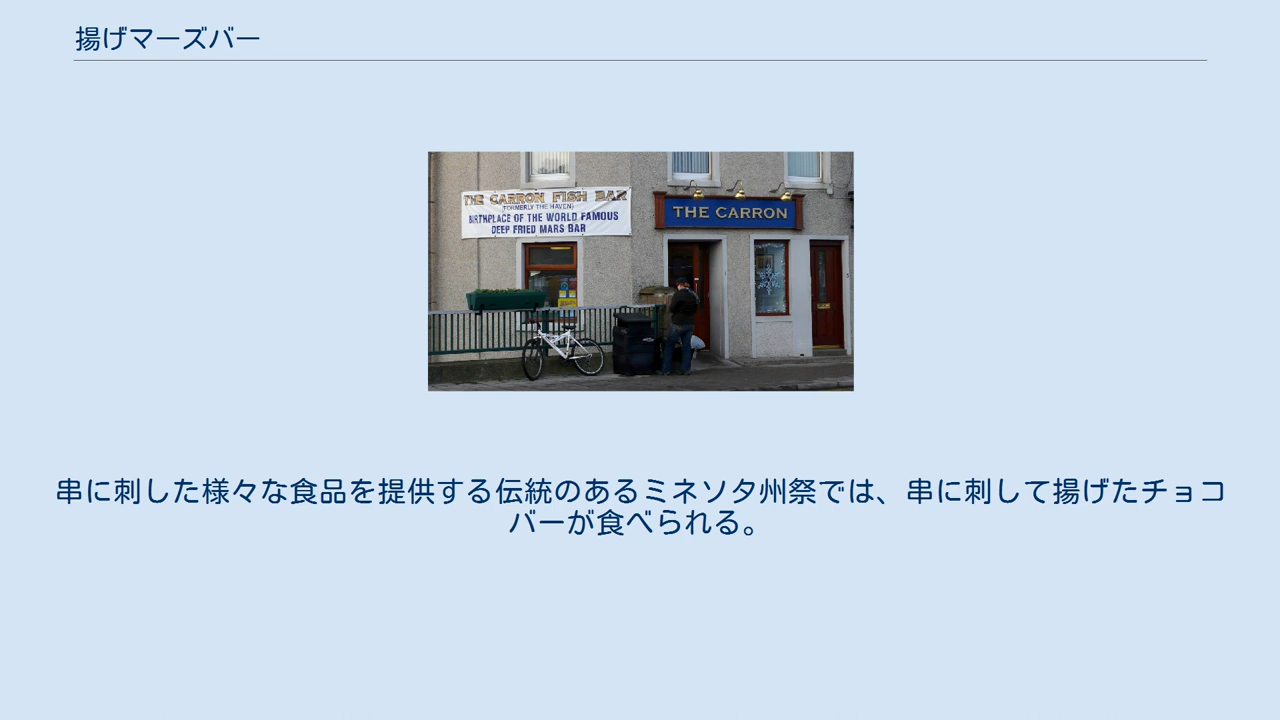 揚げマーズバー
THE CARRON FISH BAR
(FORMERLY THE HAVEN)
BIRTHPLACE OF THE WORLD FAMOUS
DEEP FRIED MARS BAR
THE CARRON
串に刺した様々な食品を提供する伝統のあるミネソタ州祭では、串に刺して揚げたチョコ
バーが食べられる。